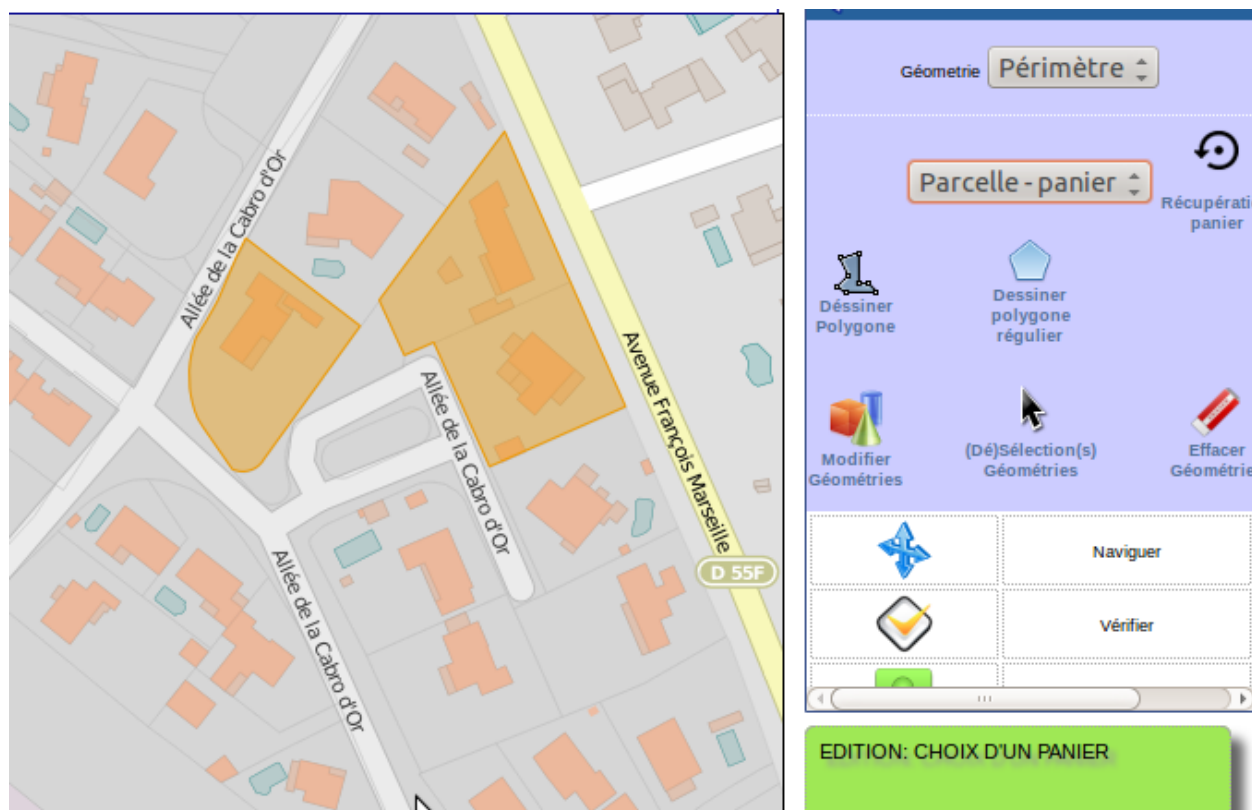 Allée de la Cabro d'Or
Avenue François Marseille
Allée de la Cabro d'Or
D 55F
Allée de la Cabro d'Or
Géometrie
Périmètre
Parcelle - panier
Récupérati
panier
Déssiner
Polygone
Dessiner
polygone
régulier
Modifier
Géométries
(Dé)Sélection(s)
Géométries
Effacer
Géométrie
Naviguer
Vérifier
EDITION: CHOIX D'UN PANIER